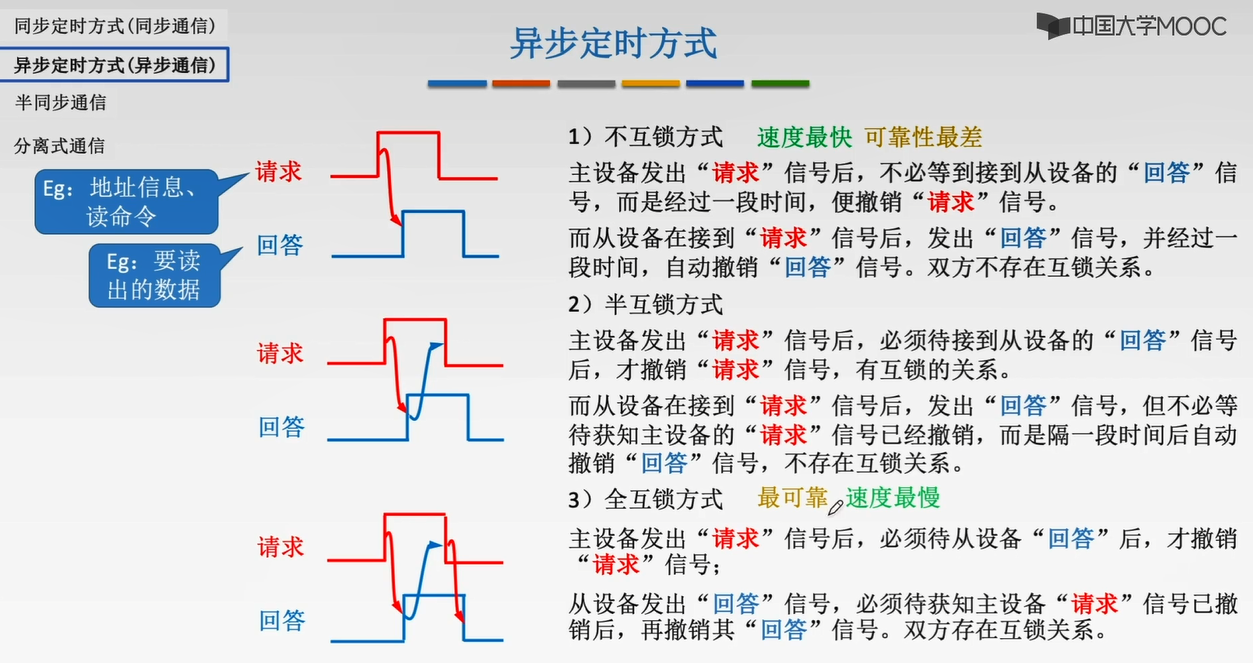 同步定时方式(同步通信)
异步定时方式(异步通信)
半同步通信
分离式通信
异步定时方式
中国大学MOOC
Eg：地址信息、
读命令
Eg：要读
出的数据
请求
回答
请求
回答
请求
回答
1）不互锁方式 速度最快 可靠性最差
主设备发出“请求”信号后，不必等到接到从设备的“回答”信
号，而是经过一段时间，便撤销“请求”信号。
而从设备在接到“请求”信号后，发出“回答”信号，并经过一
段时间，自动撤销“回答”信号。双方不存在互锁关系。
2）半互锁方式
主设备发出“请求”信号后，必须待接到从设备的“回答”信号
后，才撤销“请求”信号，有互锁的关系。
而从设备在接到“请求”信号后，发出“回答”信号，但不必等
待获知主设备的“请求”信号已经撤销，而是隔一段时间后自动
撤销“回答”信号，不存在互锁关系。
3）全互锁方式 最可靠 速度最慢
主设备发出“请求”信号后，必须待从设备“回答”后，才撤销
“请求”信号；
从设备发出“回答”信号，必须待获知主设备“请求”信号已撤
销后，再撤销其“回答”信号。双方存在互锁关系。